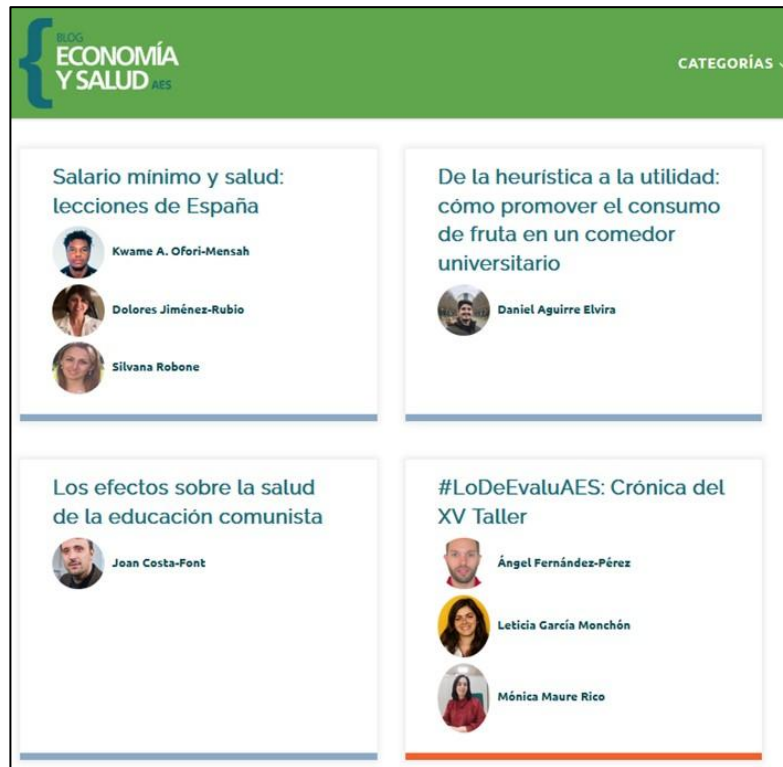 BLOG
ECONOMÍA
Y SALUD AES
CATEGORÍAS
Salario mínimo y salud:
lecciones de España
Kwame A. Ofori-Mensah
Dolores Jiménez-Rubio
Silvana Robone
De la heurística a la utilidad:
cómo promover el consumo
de fruta en un comedor
universitario
Daniel Aguirre Elvira
Los efectos sobre la salud
de la educación comunista
Joan Costa-Font
#LoDeEvaluAES: Crónica del
XV Taller
Ángel Fernández-Pérez
Leticia García Monchón
Mónica Maure Rico